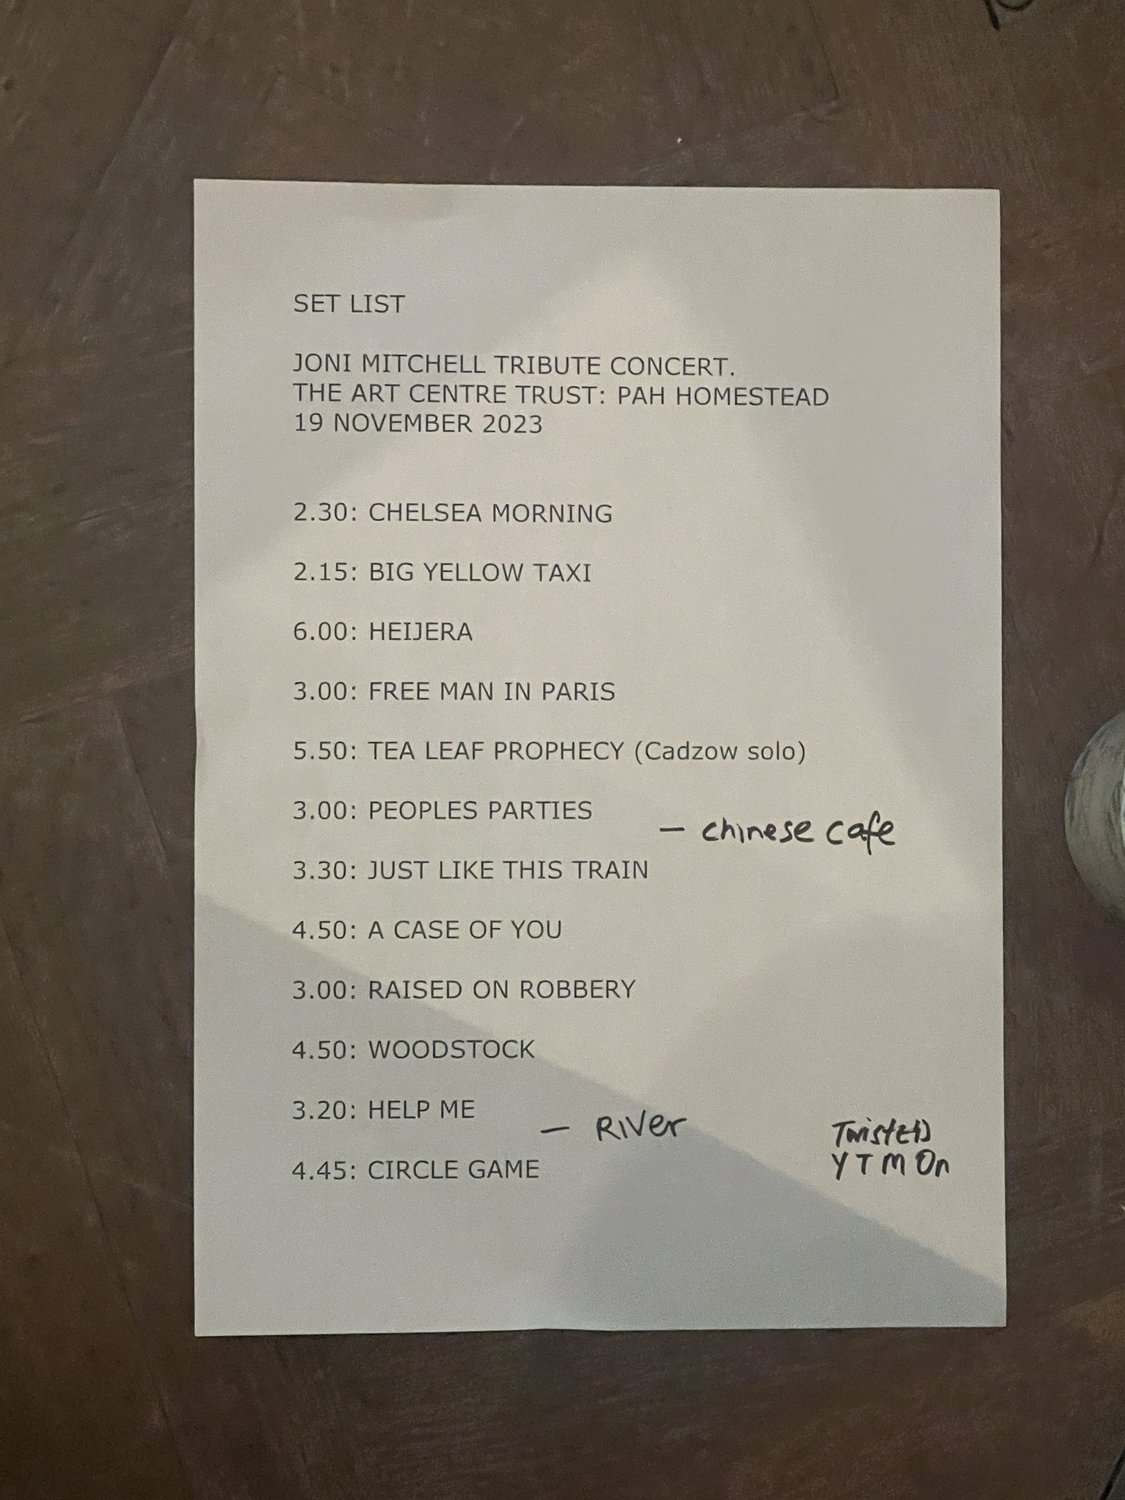 SET LIST
JONI MITCHELL TRIBUTE CONCERT.
THE ART CENTRE TRUST: PAH HOMESTEAD
19 NOVEMBER 2023
2.30: CHELSEA MORNING
2.15: BIG YELLOW TAXI
6.00: HEIJERA
3.00: FREE MAN IN PARIS
5.50: TEA LEAF PROPHECY (Cadzow solo)
3.00: PEOPLES PARTIES
— chinese cafe
3.30: JUST LIKE THIS TRAIN
4.50: A CASE OF YOU
3.00: RAISED ON ROBBERY
4.50: WOODSTOCK
3.20: HELP ME
— RIVer
4.45: CIRCLE GAME
TwisteD
Y T M On